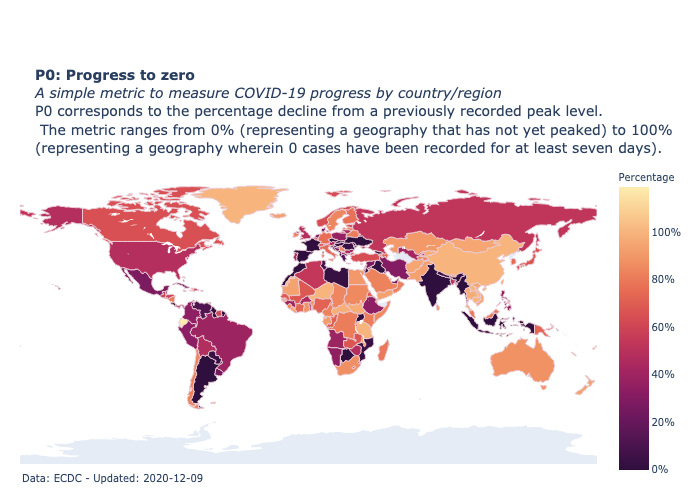 P0: Progress to zero
A simple metric to measure COVID-19 progress by country/region
P0 corresponds to the percentage decline from a previously recorded peak level.
The metric ranges from 0% (representing a geography that has not yet peaked) to 100%
(representing a geography wherein 0 cases have been recorded for at least seven days).
Percentage
100%
80%
60%
40%
20%
0%
Data: ECDC - Updated: 2020-12-09